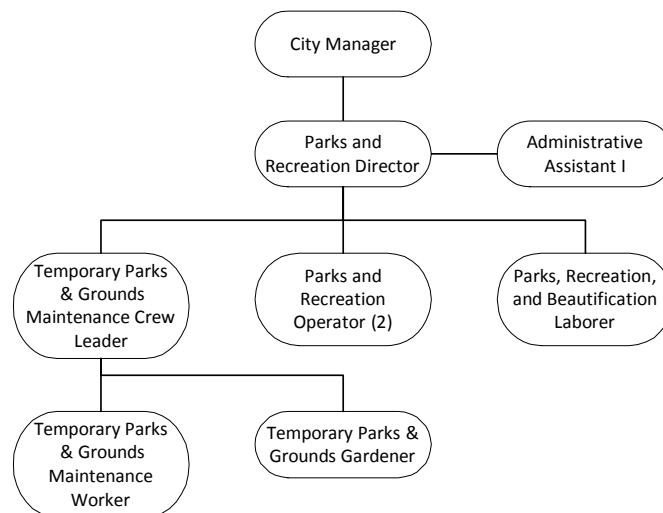 City Manager
Parks and
Recreation Director
Administrative
Assistant I
Temporary Parks
& Grounds
Maintenance Crew
Leader
Parks and
Recreation
Operator (2)
Parks, Recreation,
and Beautification
Laborer
Temporary Parks
& Grounds
Maintenance
Worker
Temporary Parks &
Grounds Gardener